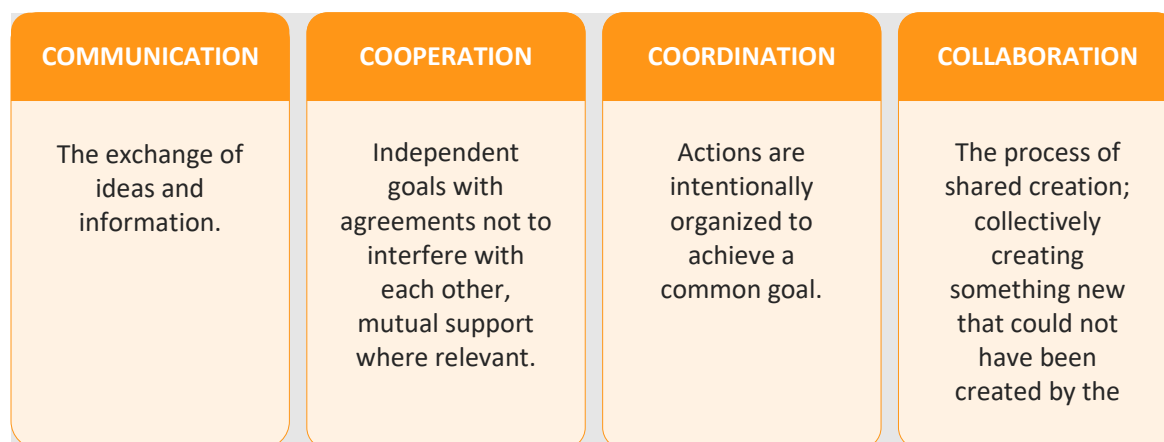 COMMUNICATION
The exchange of
ideas and
information.
COOPERATION
Independent
goals with
agreements not to
interfere with
each other,
mutual support
where relevant.
COORDINATION
Actions are
intentionally
organized to
achieve a
common goal.
COLLABORATION
The process of
shared creation;
collectively
creating
something new
that could not
have been
created by the